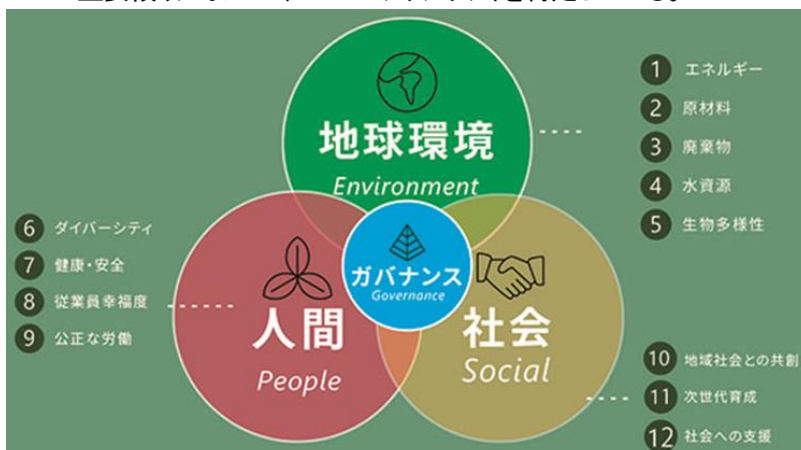 地球環境
Environment
1 エネルギー
2 原材料
3 廃棄物
4 水資源
5 生物多様性
6 ダイバーシティ
7 健康・安全
8 従業員幸福度
9 公正な労働
ガバナンス
Governance
人間
People
社会
Social
10 地域社会との共創
11 次世代育成
12 社会への支援